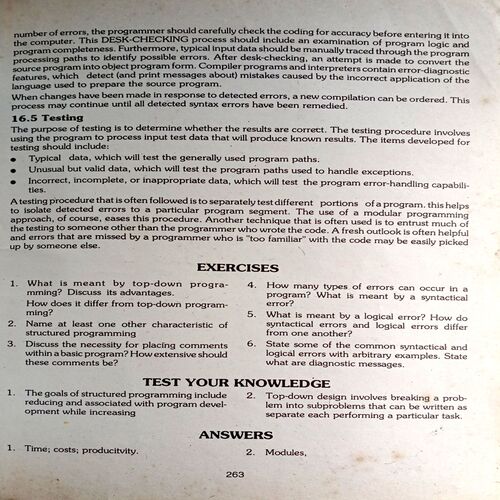 number of errors, the programmer should carefully check the coding for accuracy before entering it into
the computer. This DESK-CHECKING process should include an examination of program logic and
program completeness. Furthermore, typical input data should be manually traced through the program
processing paths to identify possible errors. After desk-checking, an attempt is made to convert the
source program into object program form. Compiler programs and interpreters contain error-diagnostic
features, which detect (and print messages about) mistakes caused by the incorrect application of the
language used to prepare the source program.
When changes have been made in response to detected errors, a new compilation can be ordered. This
process may continue until all detected syntax errors have been remedied.
16.5 Testing
The purpose of testing is to determine whether the results are correct. The testing procedure involves
using the program to process input test data that will produce known results. The items developed for
testing should include:
• Typical data, which will test the generally used program paths.
• Unusual but valid data, which will test the program paths used to handle exceptions.
• Incorrect, incomplete, or inappropriate data, which will test the program error-handling capabili-
ties.
A testing procedure that is often followed is to separately test different portions of a program. this helps
to isolate detected errors to a particular program segment. The use of a modular programming
approach, of course, eases this procedure. Another technique that is often used is to entrust much of
the testing to someone other than the programmer who wrote the code. A fresh outlook is often helpful
and errors that are missed by a programmer who is "too familiar" with the code may be easily picked
up by someone else.
EXERCISES
1. What is meant by top-down progra-
mming? Discuss its advantages.
How does it differ from top-down program-
ming?
2. Name at least one other characteristic of
structured programming
3. Discuss the necessity for placing comments
within a basic program? How extensive should
these comments be?
4. How many types of errors can occur in a
program? What is meant by a syntactical
error?
5. What is meant by a logical error? How do
syntactical errors and logical errors differ
from one another?
6. State some of the common syntactical and
logical errors with arbitrary examples. State
what are diagnostic messages.
TEST YOUR KNOWLEDGE
1. The goals of structured programming include
reducing and associated with program devel-
opment while increasing
2. Top-down design involves breaking a prob-
lem into subproblems that can be written as
separate each performing a particular task.
ANSWERS
1. Time; costs; producitvity.
2. Modules,
263